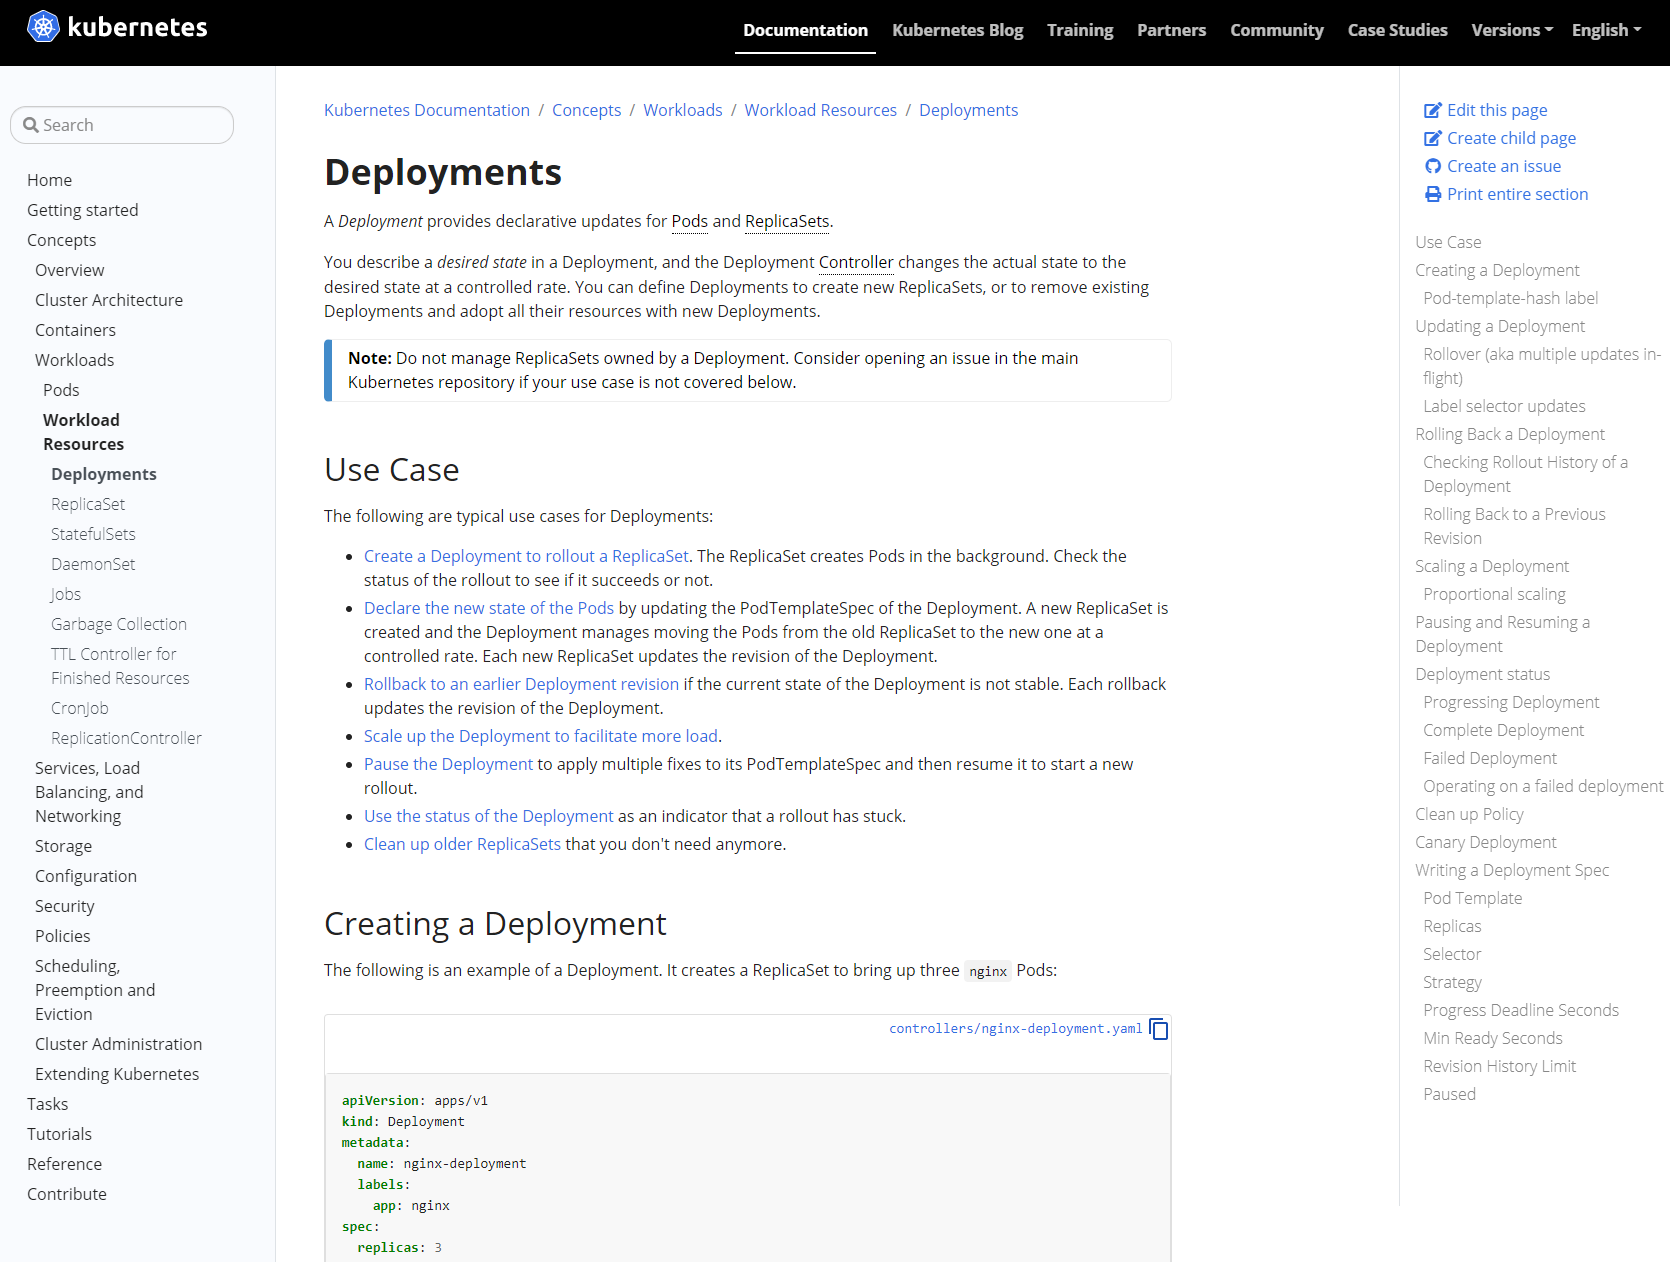 kubernetes
Documentation Kubernetes Blog Training Partners Community Case Studies Versions English
Search
Home
Getting started
Concepts
Overview
Cluster Architecture
Containers
Workloads
Pods
Workload
Resources
Deployments
ReplicaSet
StatefulSets
DaemonSet
Jobs
Garbage Collection
TTL Controller for
Finished Resources
CronJob
ReplicationController
Services, Load
Balancing, and
Networking
Storage
Configuration
Security
Policies
Scheduling,
Preemption and
Eviction
Cluster Administration
Extending Kubernetes
Tasks
Tutorials
Reference
Contribute
Kubernetes Documentation / Concepts / Workloads / Workload Resources / Deployments
Deployments
A Deployment provides declarative updates for Pods and ReplicaSets.
You describe a desired state in a Deployment, and the Deployment Controller changes the actual state to the
desired state at a controlled rate. You can define Deployments to create new ReplicaSets, or to remove existing
Deployments and adopt all their resources with new Deployments.
Note: Do not manage ReplicaSets owned by a Deployment. Consider opening an issue in the main
Kubernetes repository if your use case is not covered below.
Use Case
The following are typical use cases for Deployments:
• Create a Deployment to rollout a ReplicaSet. The ReplicaSet creates Pods in the background. Check the
status of the rollout to see if it succeeds or not.
• Declare the new state of the Pods by updating the PodTemplateSpec of the Deployment. A new ReplicaSet is
created and the Deployment manages moving the Pods from the old ReplicaSet to the new one at a
controlled rate. Each new ReplicaSet updates the revision of the Deployment.
• Rollback to an earlier Deployment revision if the current state of the Deployment is not stable. Each rollback
updates the revision of the Deployment.
• Scale up the Deployment to facilitate more load.
• Pause the Deployment to apply multiple fixes to its PodTemplateSpec and then resume it to start a new
rollout.
• Use the status of the Deployment as an indicator that a rollout has stuck.
• Clean up older ReplicaSets that you don't need anymore.
Creating a Deployment
The following is an example of a Deployment. It creates a ReplicaSet to bring up three nginx Pods:
controllers/nginx-deployment.yaml
apiVersion: apps/v1
kind: Deployment
metadata:
  name: nginx-deployment
  labels:
    app: nginx
spec:
  replicas: 3
Edit this page
Create child page
Create an issue
Print entire section
Use Case
Creating a Deployment
Pod-template-hash label
Updating a Deployment
Rollover (aka multiple updates in-
flight)
Label selector updates
Rolling Back a Deployment
Checking Rollout History of a
Deployment
Rolling Back to a Previous
Revision
Scaling a Deployment
Proportional scaling
Pausing and Resuming a
Deployment
Deployment status
Progressing Deployment
Complete Deployment
Failed Deployment
Operating on a failed deployment
Clean up Policy
Canary Deployment
Writing a Deployment Spec
Pod Template
Replicas
Selector
Strategy
Progress Deadline Seconds
Min Ready Seconds
Revision History Limit
Paused